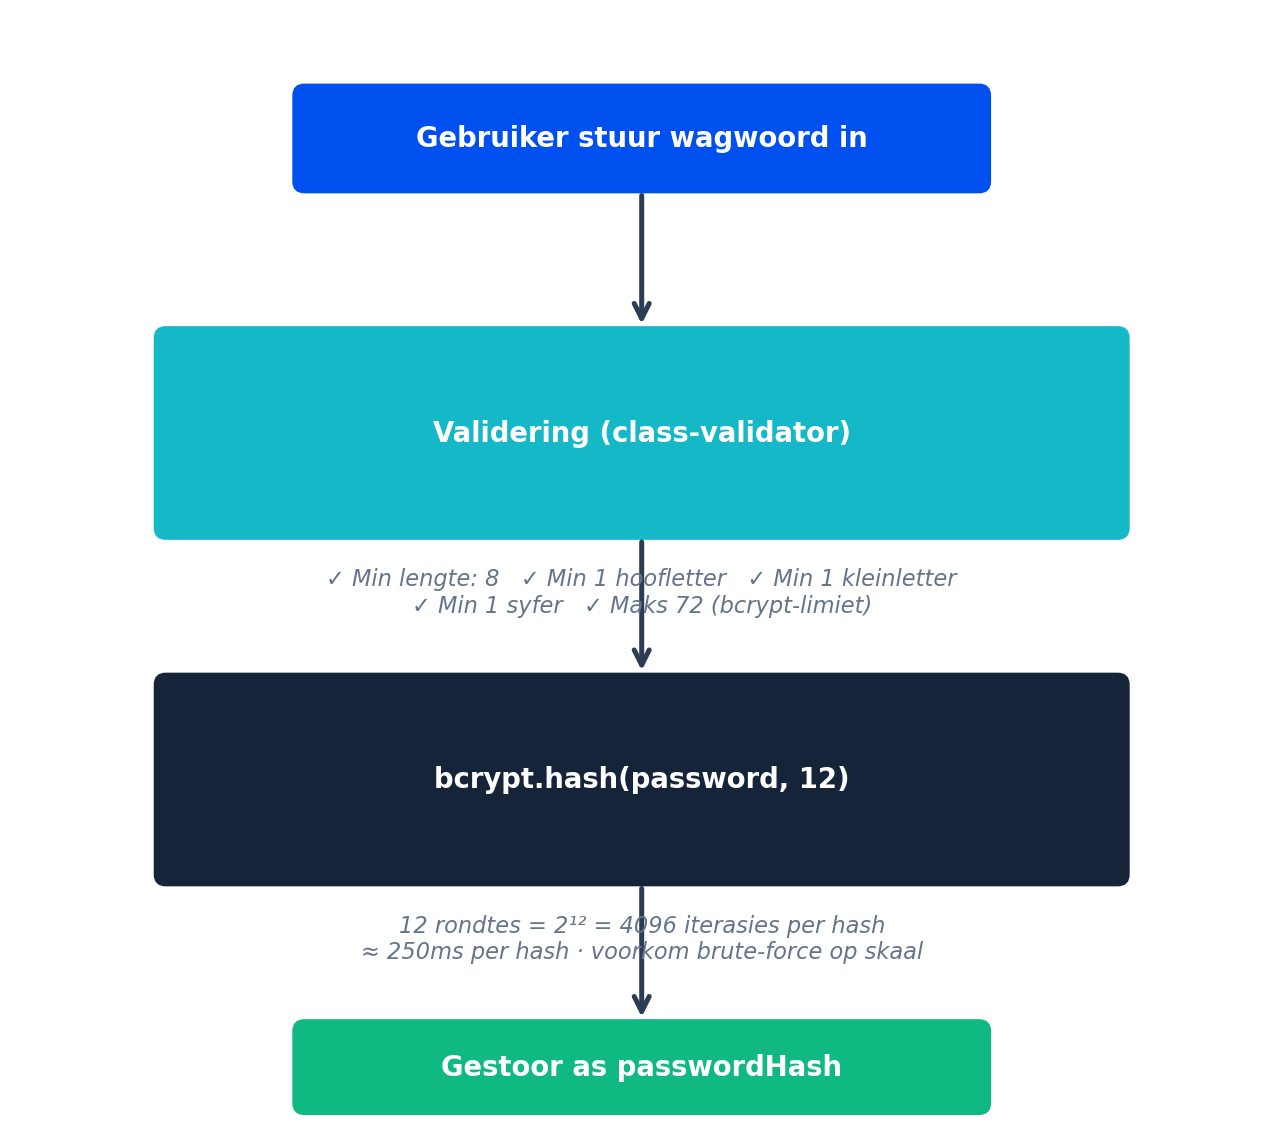 Gebruiker stuur wagwoord in
Validering (class-validator)
✓ Min lengte: 8   ✓ Min 1 hoofletter   ✓ Min 1 kleinletter
✓ Min 1 syfer   ✓ Maks 72 (bcrypt-limiet)
bcrypt.hash(password, 12)
12 rondtes = 2¹² = 4096 iterasies per hash
≈ 250ms per hash · voorkom brute-force op skaal
Gestoor as passwordHash